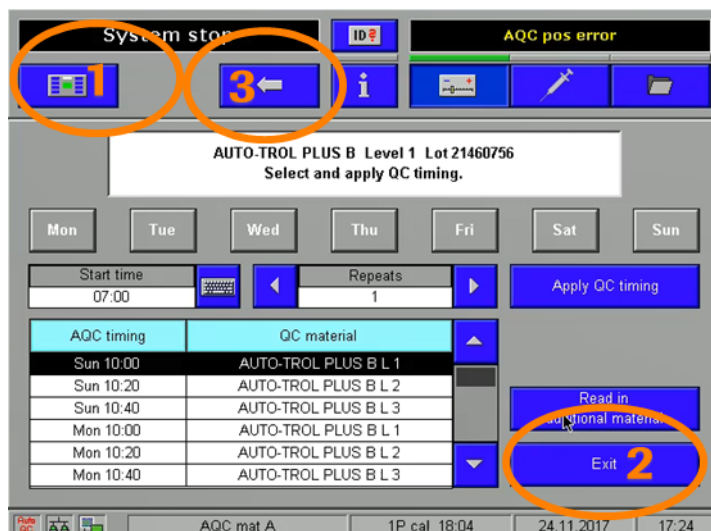 System stop
ID?
AQC pos error
1
3
i
AUTO-TROL PLUS B Level 1 Lot 21460756
Select and apply QC timing.
Mon Tue Wed Thu Fri Sat Sun
Start time
07:00
Repeats
1
Apply QC timing
AQC timing QC material
Sun 10:00 AUTO-TROL PLUS B L 1
Sun 10:20 AUTO-TROL PLUS B L 2
Sun 10:40 AUTO-TROL PLUS B L 3
Mon 10:00 AUTO-TROL PLUS B L 1
Mon 10:20 AUTO-TROL PLUS B L 2
Mon 10:40 AUTO-TROL PLUS B L 3
Read in
additional material
Exit 2
Auto QC AQC mat A 1P cal 18:04 24.11.2017 17:24